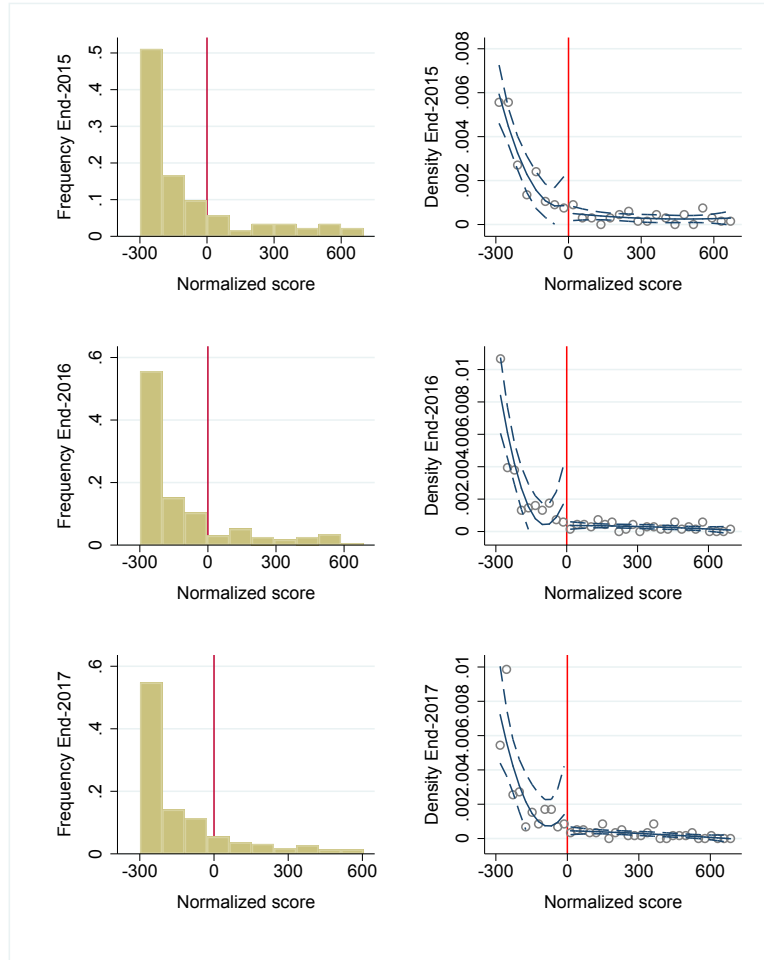 Frequency End-2015
0 .1 .2 .3 .4 .5
-300 0 300 600
Normalized score
Density End-2015
0 .002 .004 .006 .008
-300 0 300 600
Normalized score
Frequency End-2016
0 .2 .4 .6
-300 0 300 600
Normalized score
Density End-2016
0 .002.004.006.008 .01
-300 0 300 600
Normalized score
Frequency End-2017
0 .2 .4 .6
-300 0 300 600
Normalized score
Density End-2017
0 .002.004.006.008 .01
-300 0 300 600
Normalized score